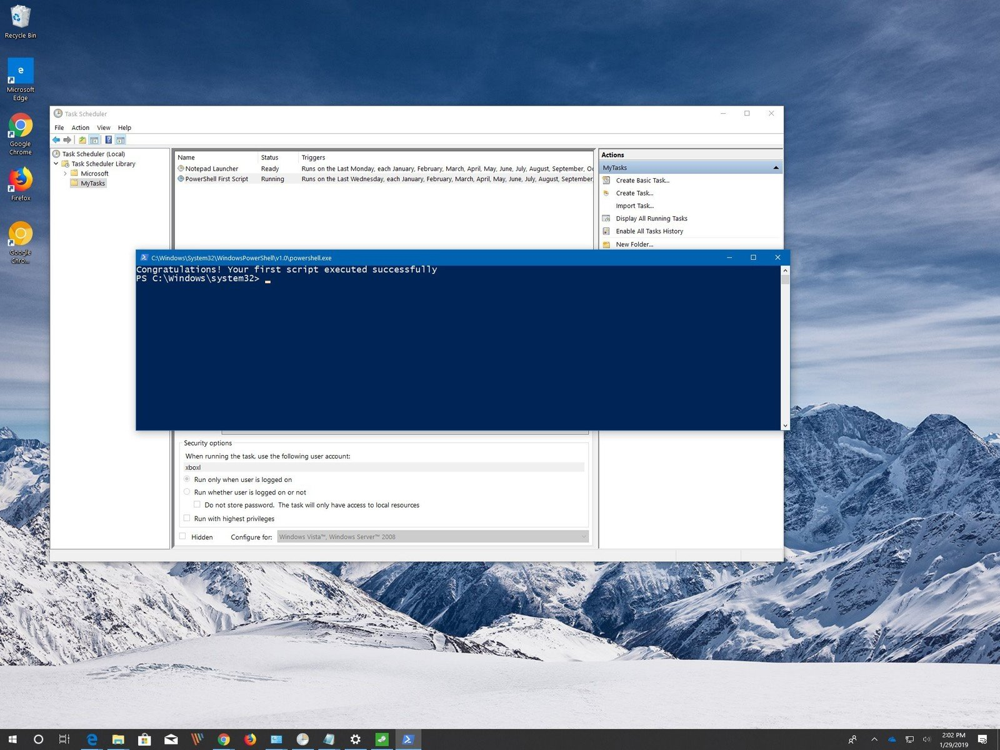 Recycle Bin
Microsoft
Edge
Google
Chrome
Firefox
Google
Chro...
Task Scheduler
File Action View Help
Task Scheduler (Local)
Task Scheduler Library
Microsoft
MyTasks
Name Status Triggers
Notepad Launcher Ready Runs on the Last Monday, each January, February, March, April, May, June, July, August, September, Oc
PowerShell First Script Running Runs on the Last Wednesday, each January, February, March, April, May, June, July, August, September,
Actions
MyTasks
Create Basic Task...
Create Task...
Import Task...
Display All Running Tasks
Enable All Tasks History
New Folder...
C:\Windows\System32\WindowsPowerShell\v1.0\powershell.exe
Congratulations! Your first script executed successfully
PS C:\Windows\system32>
Security options
When running the task, use the following user account:
xboxl
Run only when user is logged on
Run whether user is logged on or not
Do not store password. The task will only have access to local resources
Run with highest privileges
Hidden Configure for: Windows Vista™, Windows Server™ 2008
2:02 PM
1/29/2019